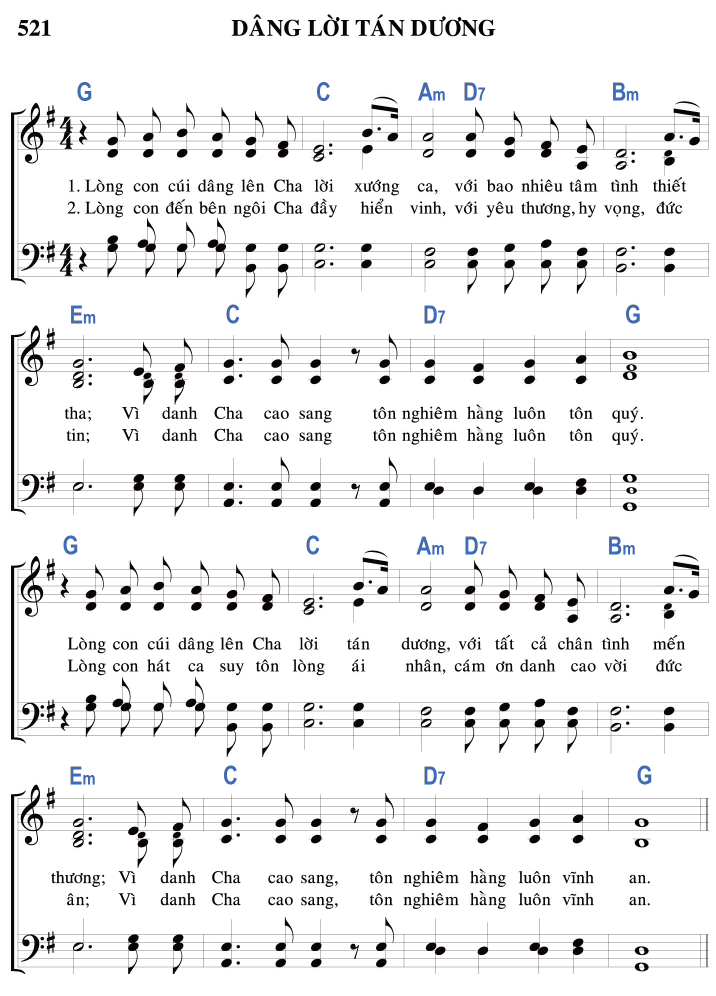 521 DÂNG LỜI TÁN DƯƠNG
G C Am D7 Bm
4 4
1. Lòng con cúi dâng lên Cha lời xướng ca, với bao nhiêu tâm tình thiết
2. Lòng con đến bên ngôi Cha đầy hiển vinh, với yêu thương, hy vọng, đức
4 4
Em C D7 G
tha; Vì danh Cha cao sang tôn nghiêm hằng luôn tôn quý.
tin; Vì danh Cha cao sang tôn nghiêm hằng luôn tôn quý.
G C Am D7 Bm
Lòng con cúi dâng lên Cha lời tán dương, với tất cả chân tình mến
Lòng con hát ca suy tôn lòng ái nhân, cám ơn danh cao vời đức
Em C D7 G
thương; Vì danh Cha cao sang, tôn nghiêm hằng luôn vĩnh an.
ân; Vì danh Cha cao sang, tôn nghiêm hằng luôn vĩnh an.